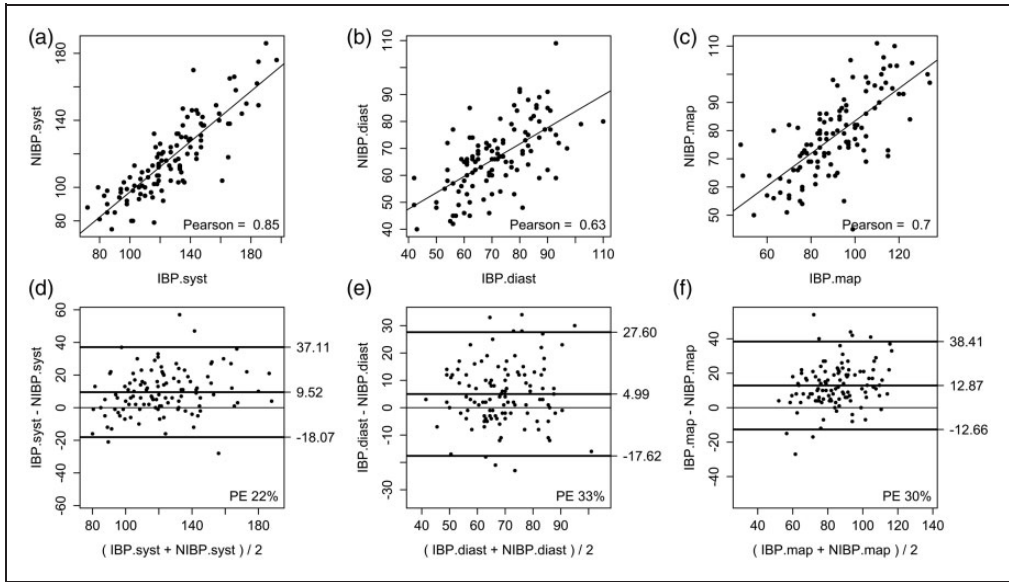 (a)
NIBP.syst
180
160
130
100
80
Pearson = 0.85
80 100 140 180
IBP.syst
(b)
NIBP.diast
110
90
80
70
60
50
40
Pearson = 0.63
40 50 60 70 80 90 110
IBP.diast
(c)
NIBP.map
110
100
90
80
70
60
50
Pearson = 0.7
60 80 100 120
IBP.map
(d)
IBP.syst – NIBP.syst
60
40
20
0
-20
-40
-60
37.11
9.52
-18.07
PE 22%
80 100 140 180
( IBP.syst + NIBP.syst ) / 2
(e)
IBP.diast – NIBP.diast
30
10
0
-10
-30
27.60
4.99
-17.62
PE 33%
40 50 60 70 80 90
( IBP.diast + NIBP.diast ) / 2
(f)
IBP.map – NIBP.map
40
20
0
-40
38.41
12.87
-12.66
PE 30%
40 60 80 100 120 140
( IBP.map + NIBP.map ) / 2